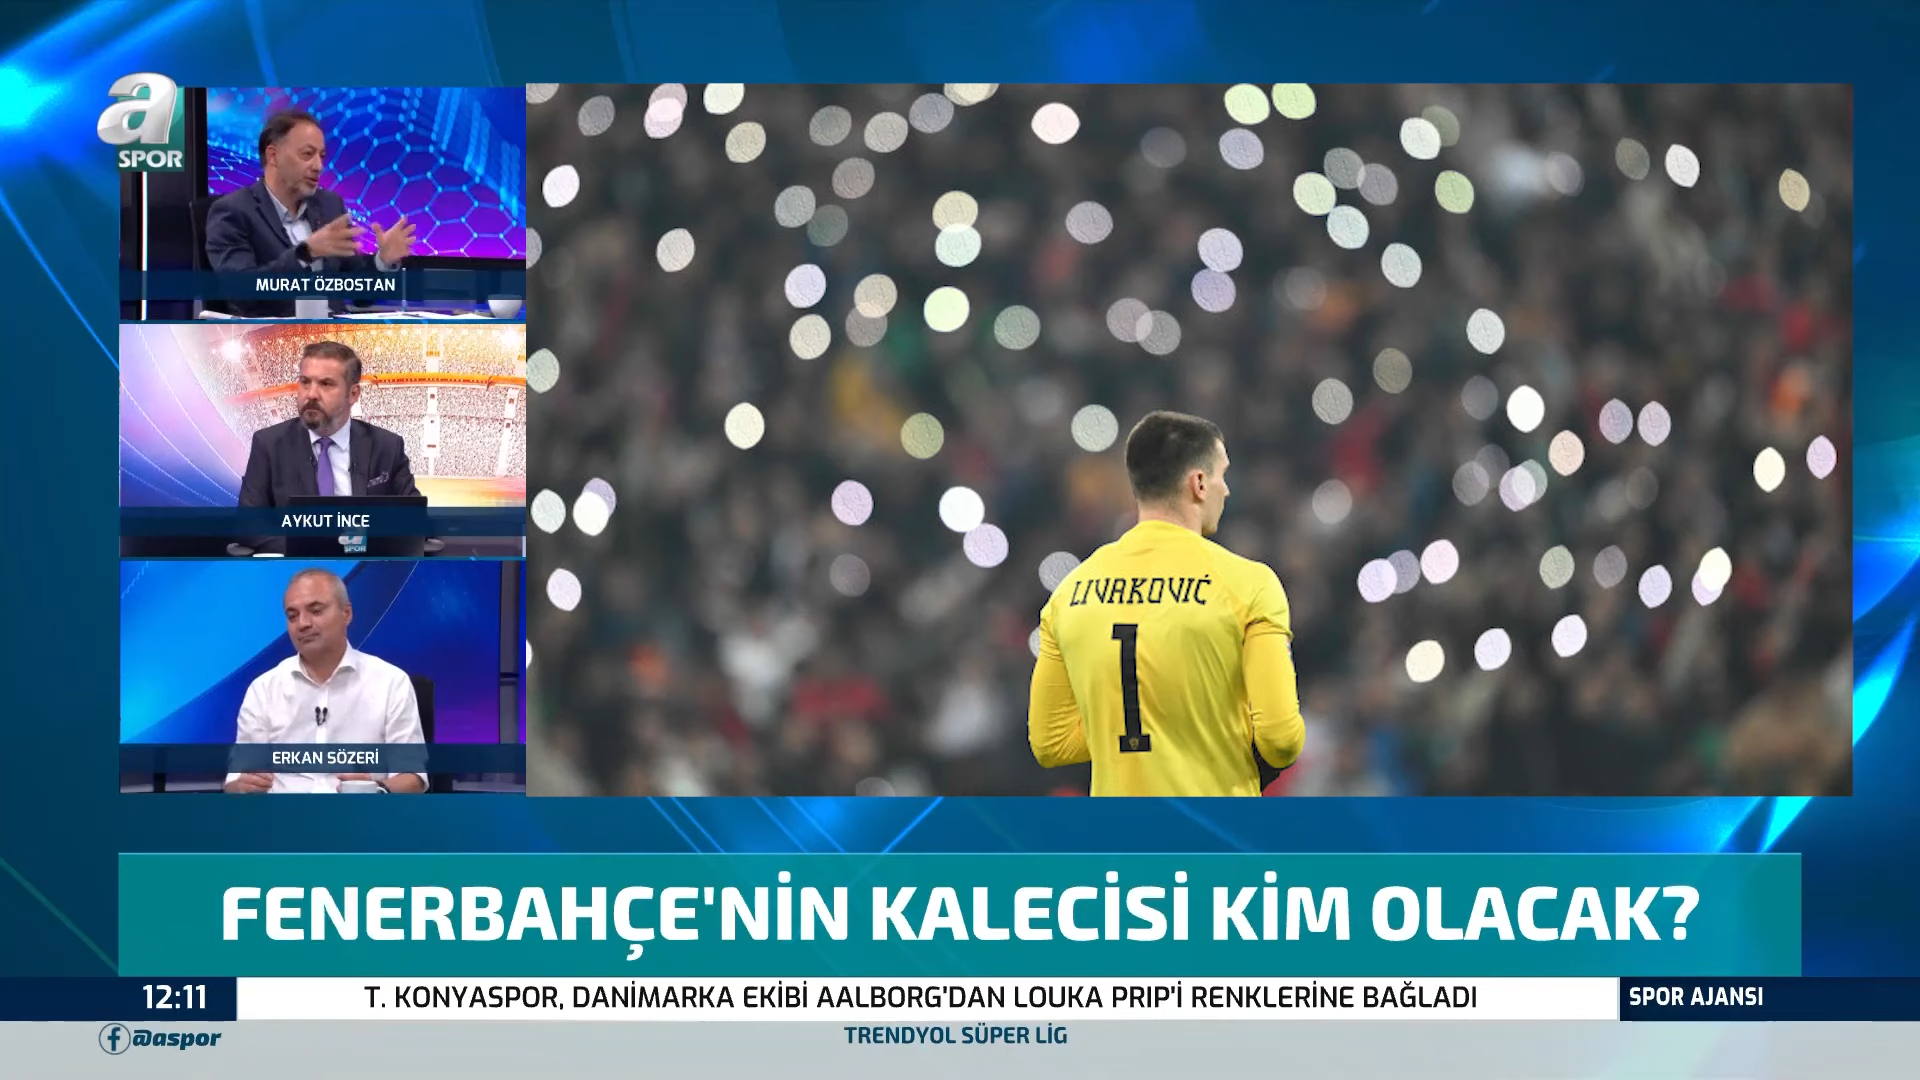 a
SPOR
MURAT ÖZBOSTAN
AYKUT İNCE
a
SPOR
ERKAN SÖZERİ
LIVAKOVIĆ
1
FENERBAHÇE'NİN KALECİSİ KİM OLACAK?
12:11
T. KONYASPOR, DANİMARKA EKİBİ AALBORG'DAN LOUKA PRIP'İ RENKLERİNE BAĞLADI
SPOR AJANSI
f @aspor
TRENDYOL SÜPER LİG